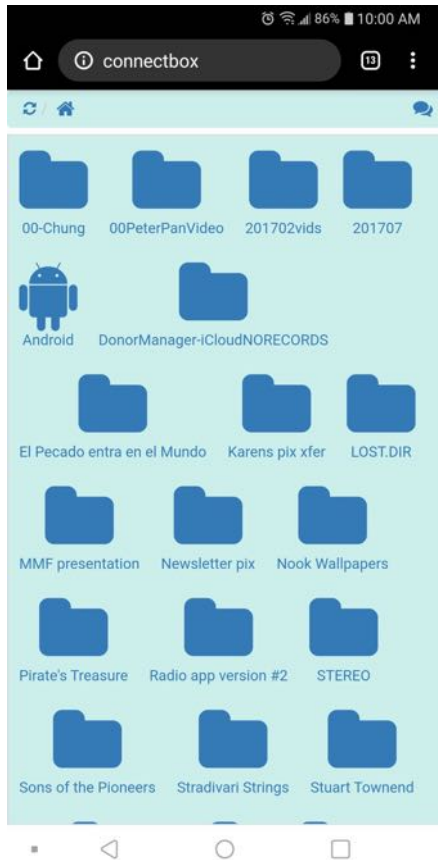 86% 10:00 AM
connectbox
13
/
00-Chung 00PeterPanVideo 201702vids 201707
Android DonorManager-iCloudNORECORDS
El Pecado entra en el Mundo Karens pix xfer LOST.DIR
MMF presentation Newsletter pix Nook Wallpapers
Pirate's Treasure Radio app version #2 STEREO
Sons of the Pioneers Stradivari Strings Stuart Townend